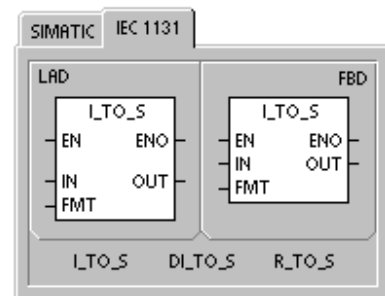 SIMATIC IEC 1131
LAD FBD
I_TO_S I_TO_S
EN ENO EN ENO
IN OUT
IN OUT FMT
FMT
I_TO_S DI_TO_S R_TO_S